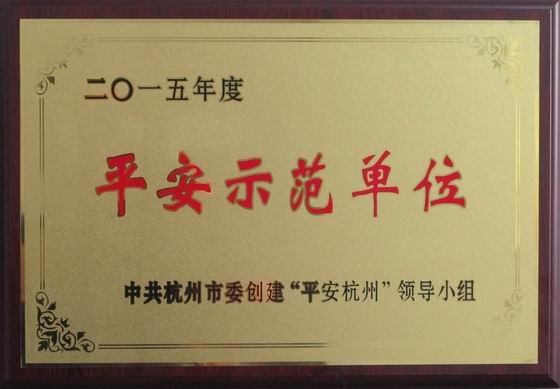 二〇一五年度
平安示范单位
中共杭州市委创建“平安杭州”领导小组